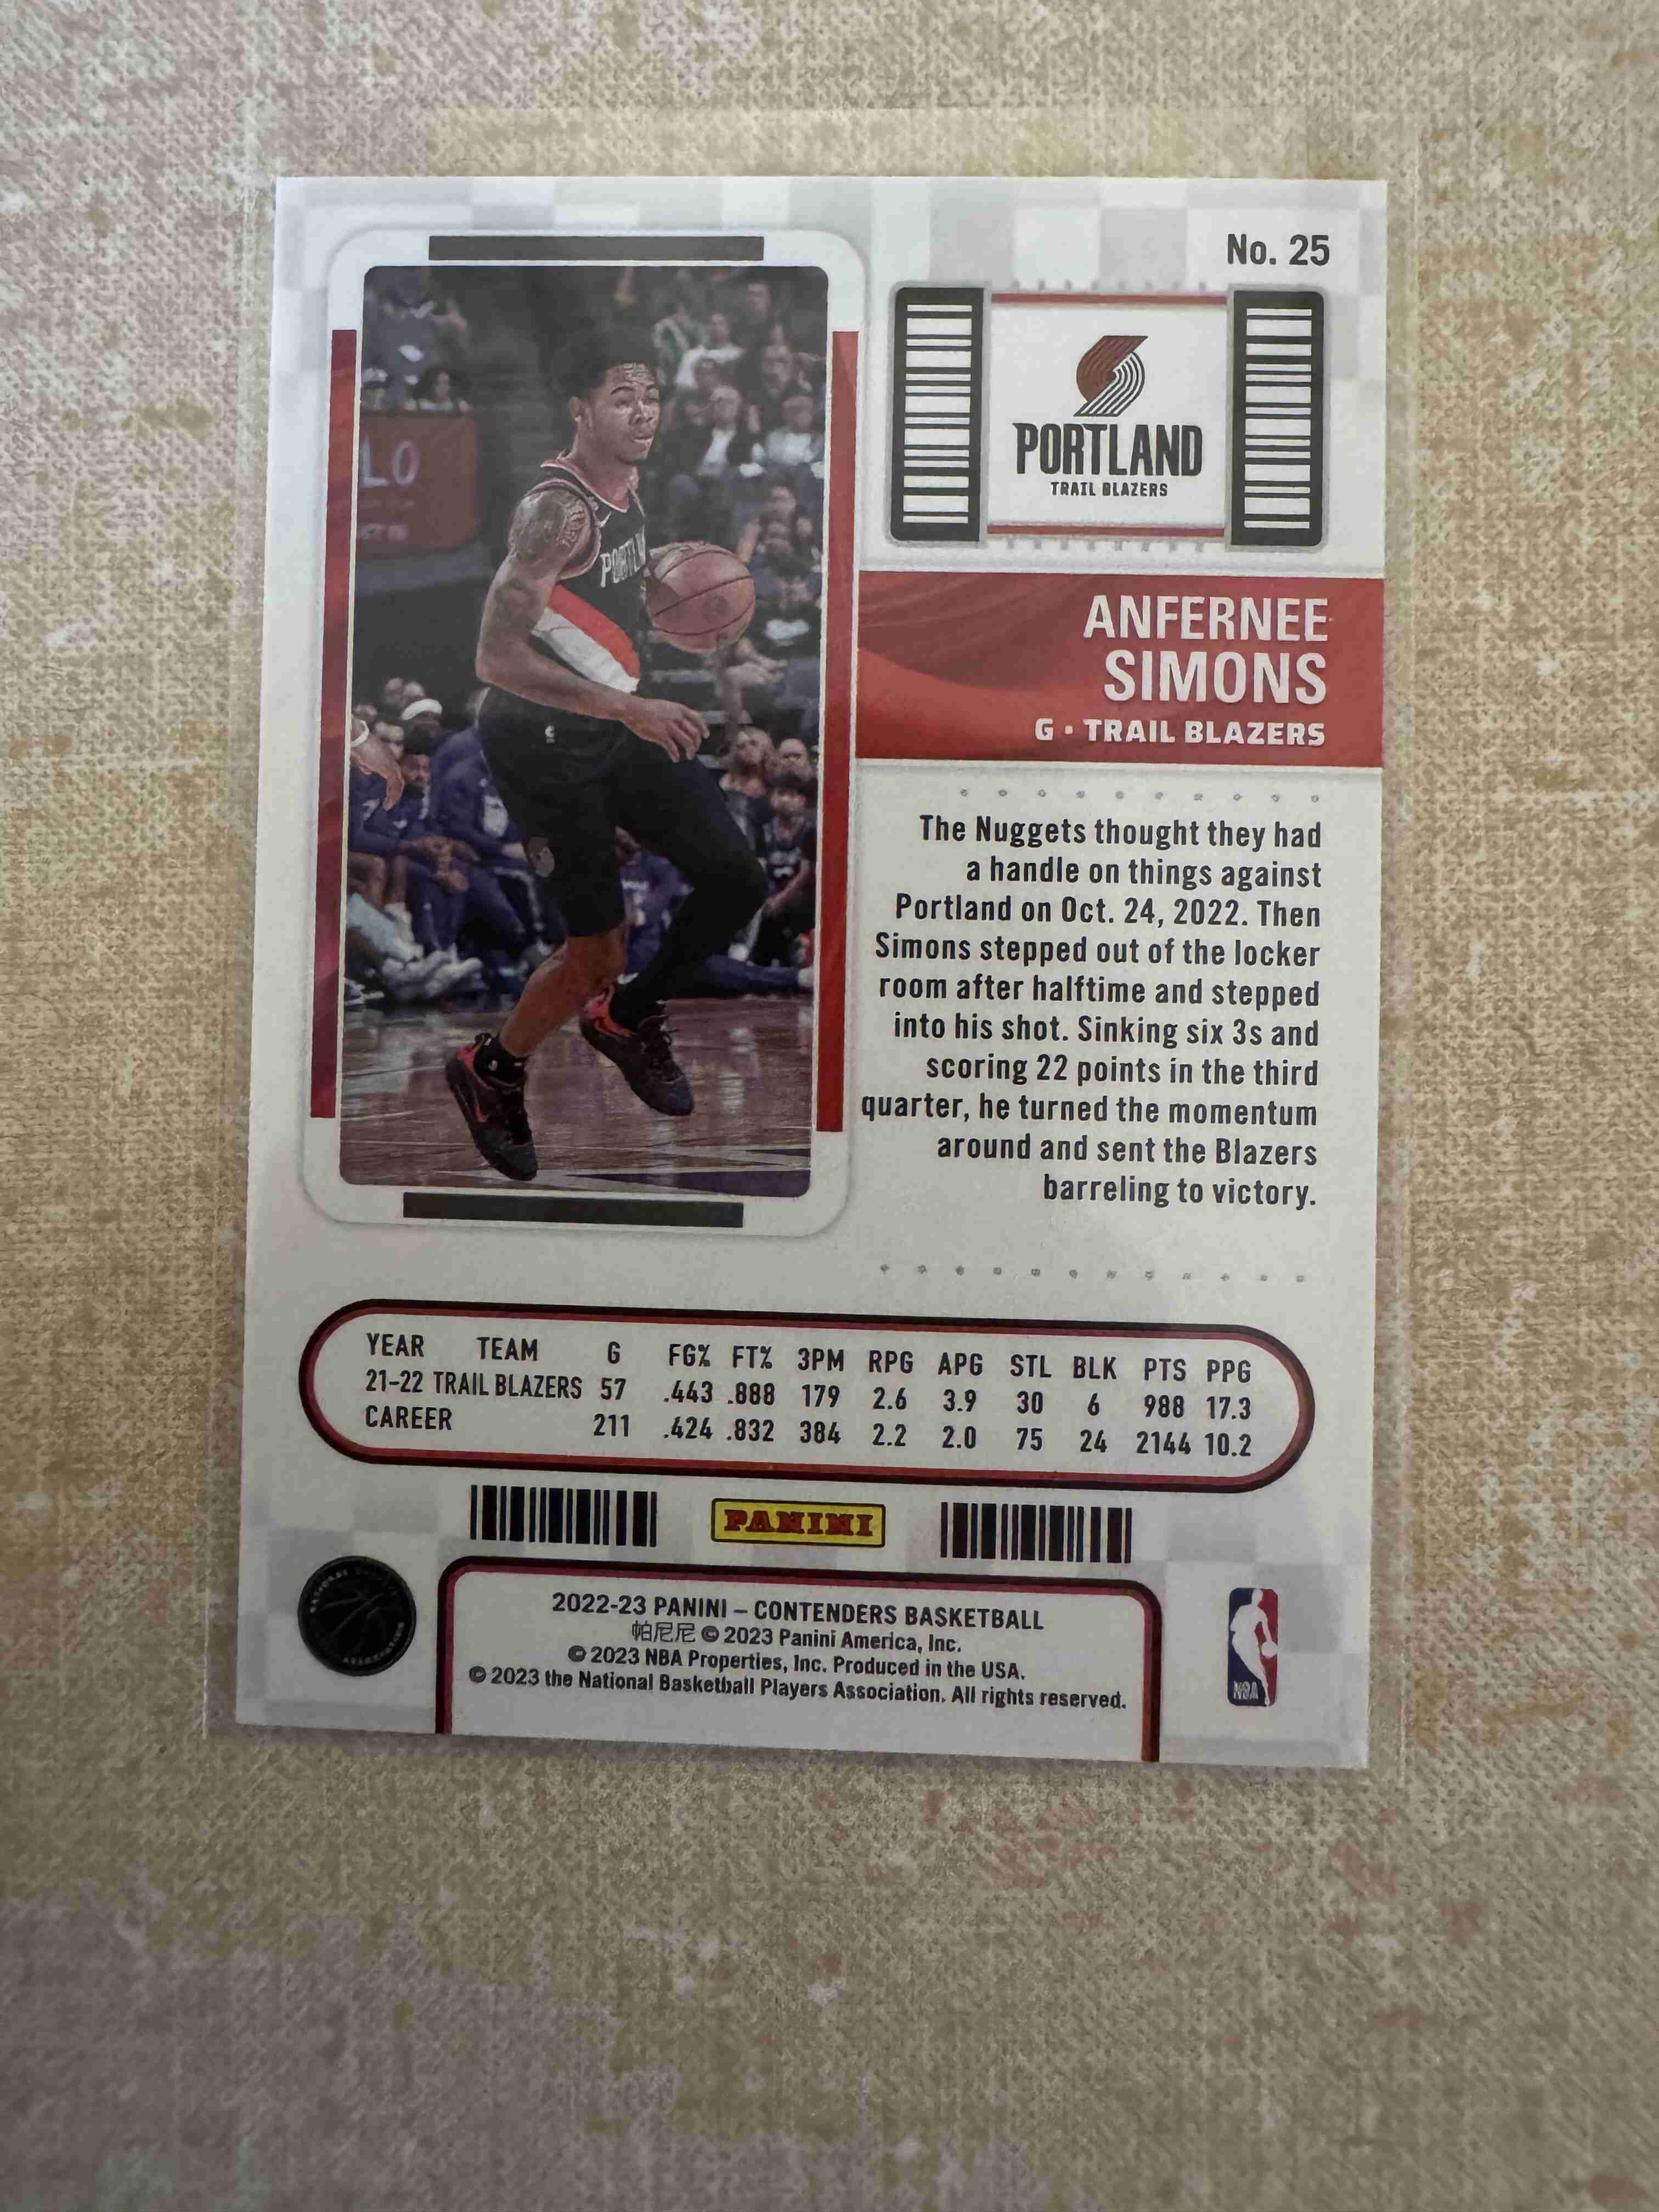 No. 25
PORTLAND
TRAIL BLAZERS
ANFERNEE
SIMONS
G • TRAIL BLAZERS
The Nuggets thought they had
a handle on things against
Portland on Oct. 24, 2022. Then
Simons stepped out of the locker
room after halftime and stepped
into his shot. Sinking six 3s and
scoring 22 points in the third
quarter, he turned the momentum
around and sent the Blazers
barreling to victory.
YEAR TEAM G FG% FT% 3PM RPG APG STL BLK PTS PPG
21-22 TRAIL BLAZERS 57 .443 .888 179 2.6 3.9 30 6 988 17.3
CAREER 211 .424 .832 384 2.2 2.0 75 24 2144 10.2
PANINI
2022-23 PANINI – CONTENDERS BASKETBALL
帕尼尼 © 2023 Panini America, Inc.
© 2023 NBA Properties, Inc. Produced in the USA.
© 2023 the National Basketball Players Association. All rights reserved.
NBA